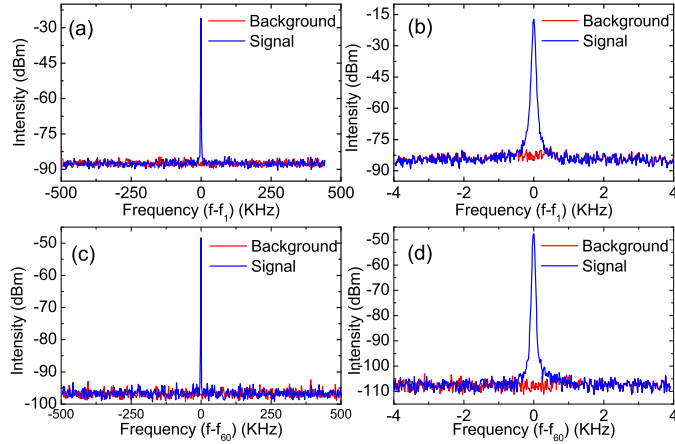 (a)
Background
Signal
Intensity (dBm)
-30
-45
-60
-75
-90
-500 -250 0 250 500
Frequency (f-f1) (KHz)
(b)
Background
Signal
Intensity (dBm)
-15
-30
-45
-60
-75
-90
-4 -2 0 2 4
Frequency (f-f1) (KHz)
(c)
Background
Signal
Intensity (dBm)
-50
-60
-70
-80
-90
-100
-500 -250 0 250 500
Frequency (f-f60) (KHz)
(d)
Background
Signal
Intensity (dBm)
-50
-60
-70
-80
-90
-100
-110
-4 -2 0 2 4
Frequency (f-f60) (KHz)